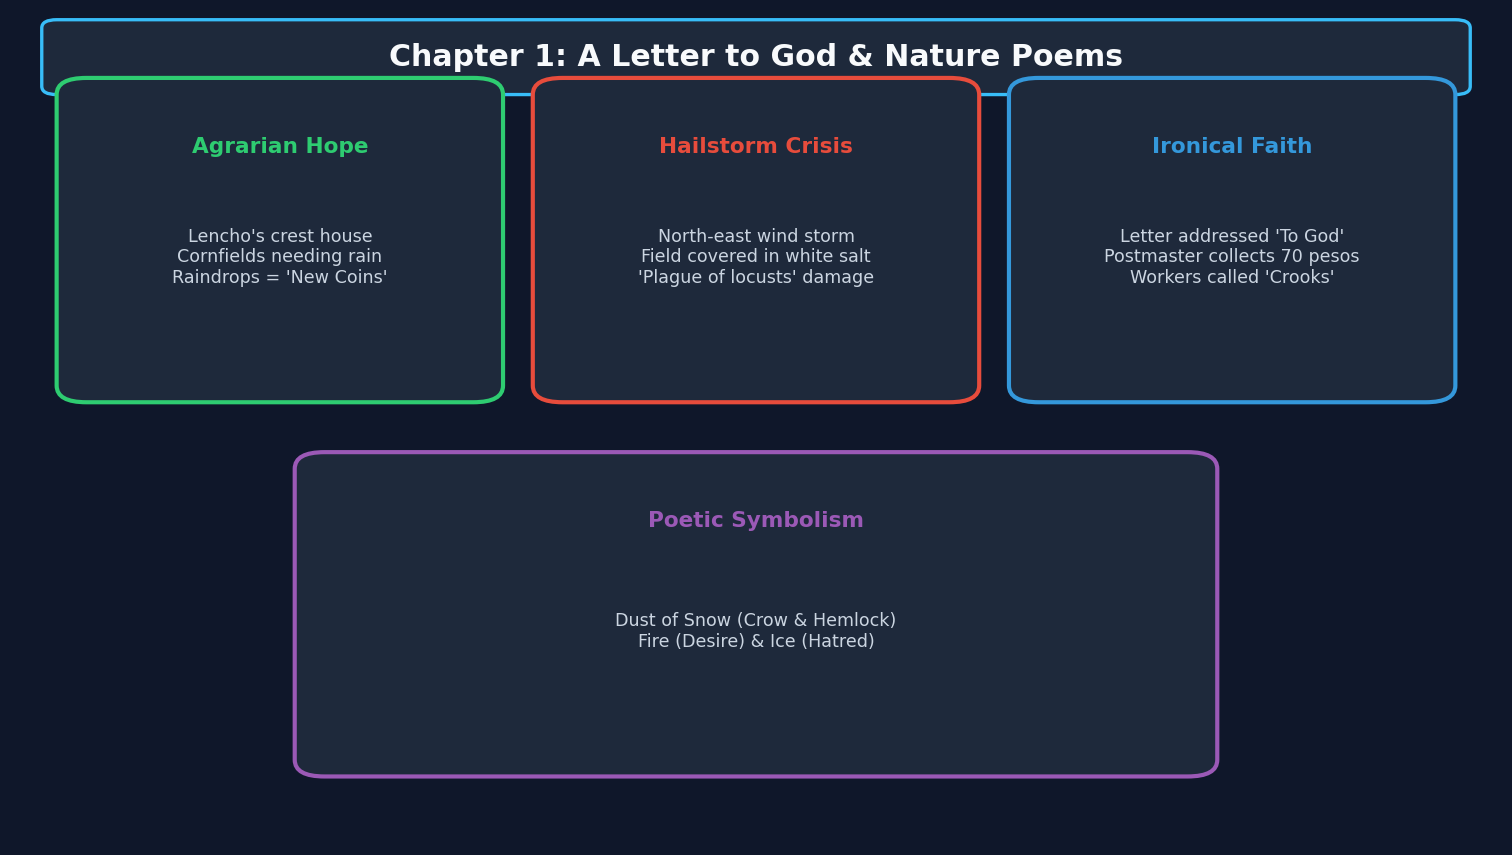 Chapter 1: A Letter to God & Nature Poems
Agrarian Hope
Lencho's crest house
Cornfields needing rain
Raindrops = 'New Coins'
Hailstorm Crisis
North-east wind storm
Field covered in white salt
'Plague of locusts' damage
Ironical Faith
Letter addressed 'To God'
Postmaster collects 70 pesos
Workers called 'Crooks'
Poetic Symbolism
Dust of Snow (Crow & Hemlock)
Fire (Desire) & Ice (Hatred)